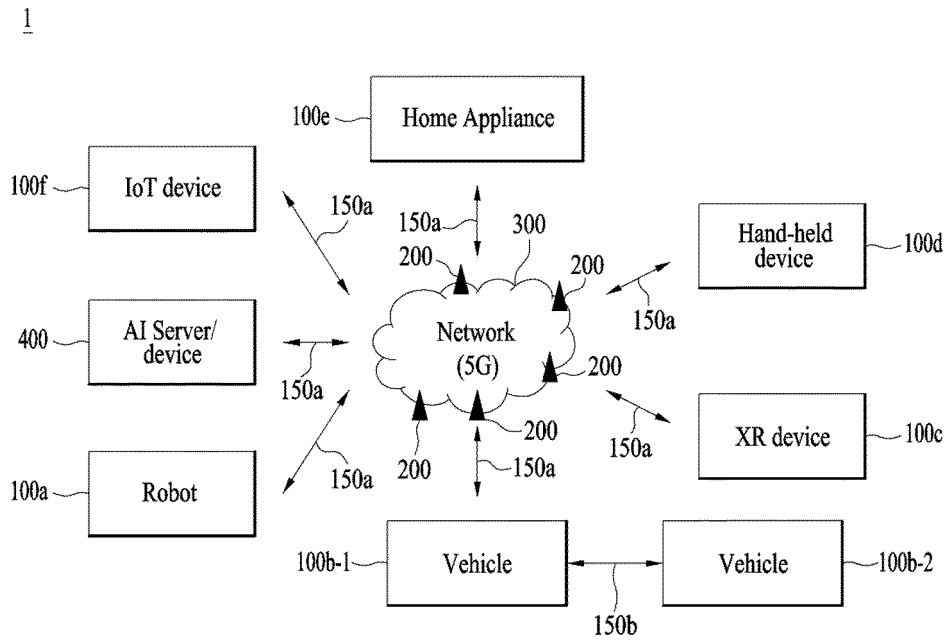 1
100e
Home Appliance
100f
IoT device
150a
150a
200
300
200
Hand-held
device
100d
150a
400
AI Server/
device
150a
Network
(5G)
200
150a
XR device
100c
100a
Robot
150a
200
200
150a
100b-1
Vehicle
150b
Vehicle
100b-2